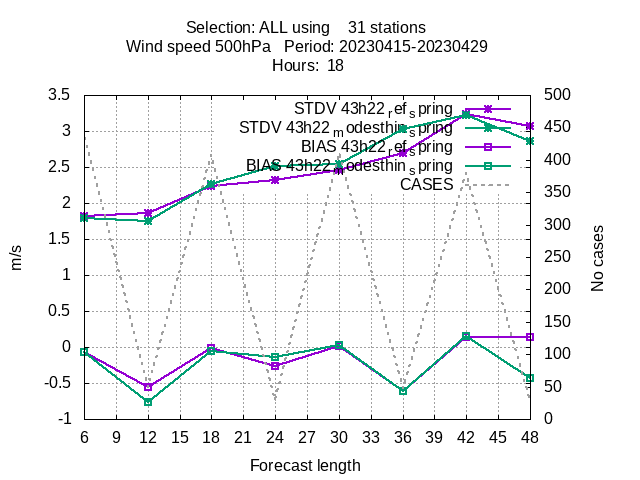 Selection: ALL using 31 stations
Wind speed 500hPa Period: 20230415-20230429
Hours: 18
STDV 43h22_ref_spring
STDV 43h22_modesthin_spring
BIAS 43h22_ref_spring
BIAS 43h22_modesthin_spring
CASES
3.5
3
2.5
2
1.5
1
0.5
0
-0.5
-1
m/s
500
450
400
350
300
250
200
150
100
50
0
No cases
6 9 12 15 18 21 24 27 30 33 36 39 42 45 48
Forecast length